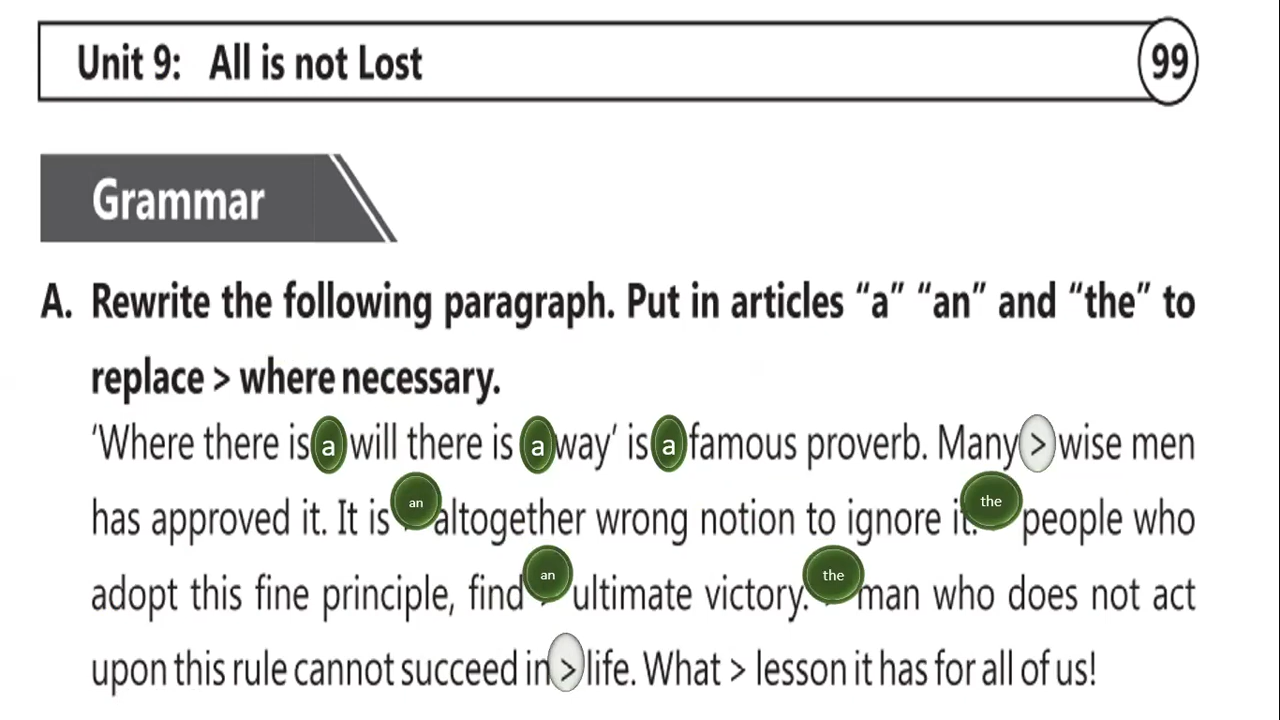 Unit 9: All is not Lost 99
Grammar
A. Rewrite the following paragraph. Put in articles “a” “an” and “the” to
replace > where necessary.
‘Where there is a will there is a way’ is a famous proverb. Many > wise men
has approved it. It is an altogether wrong notion to ignore it. the people who
adopt this fine principle, find an ultimate victory. the man who does not act
upon this rule cannot succeed in > life. What > lesson it has for all of us!